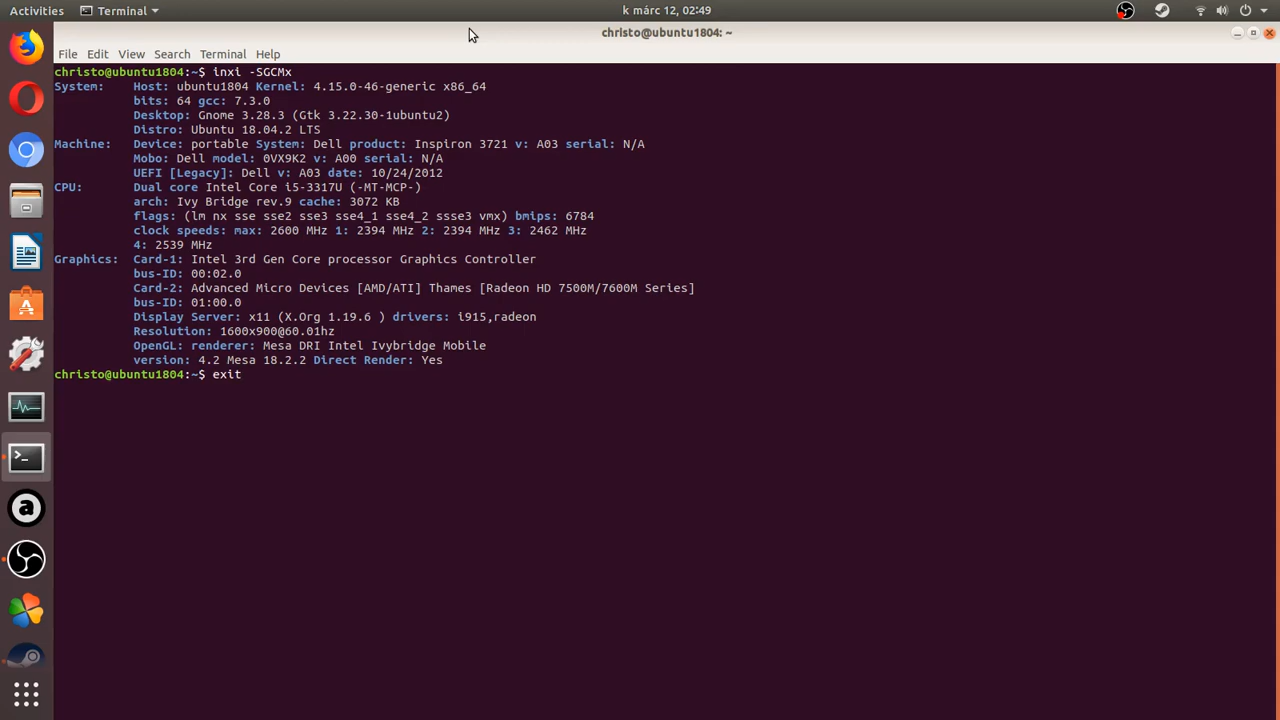 Activities Terminal k márc 12, 02:49
christo@ubuntu1804: ~
File Edit View Search Terminal Help
christo@ubuntu1804:~$ inxi -SGCMx
System: Host: ubuntu1804 Kernel: 4.15.0-46-generic x86_64
bits: 64 gcc: 7.3.0
Desktop: Gnome 3.28.3 (Gtk 3.22.30-1ubuntu2)
Distro: Ubuntu 18.04.2 LTS
Machine: Device: portable System: Dell product: Inspiron 3721 v: A03 serial: N/A
Mobo: Dell model: 0VX9K2 v: A00 serial: N/A
UEFI [Legacy]: Dell v: A03 date: 10/24/2012
CPU: Dual core Intel Core i5-3317U (-MT-MCP-)
arch: Ivy Bridge rev.9 cache: 3072 KB
flags: (lm nx sse sse2 sse3 sse4_1 sse4_2 ssse3 vmx) bmips: 6784
clock speeds: max: 2600 MHz 1: 2394 MHz 2: 2394 MHz 3: 2462 MHz
4: 2539 MHz
Graphics: Card-1: Intel 3rd Gen Core processor Graphics Controller
bus-ID: 00:02.0
Card-2: Advanced Micro Devices [AMD/ATI] Thames [Radeon HD 7500M/7600M Series]
bus-ID: 01:00.0
Display Server: x11 (X.Org 1.19.6 ) drivers: i915,radeon
Resolution: 1600x900@60.01hz
OpenGL: renderer: Mesa DRI Intel Ivybridge Mobile
version: 4.2 Mesa 18.2.2 Direct Render: Yes
christo@ubuntu1804:~$ exit